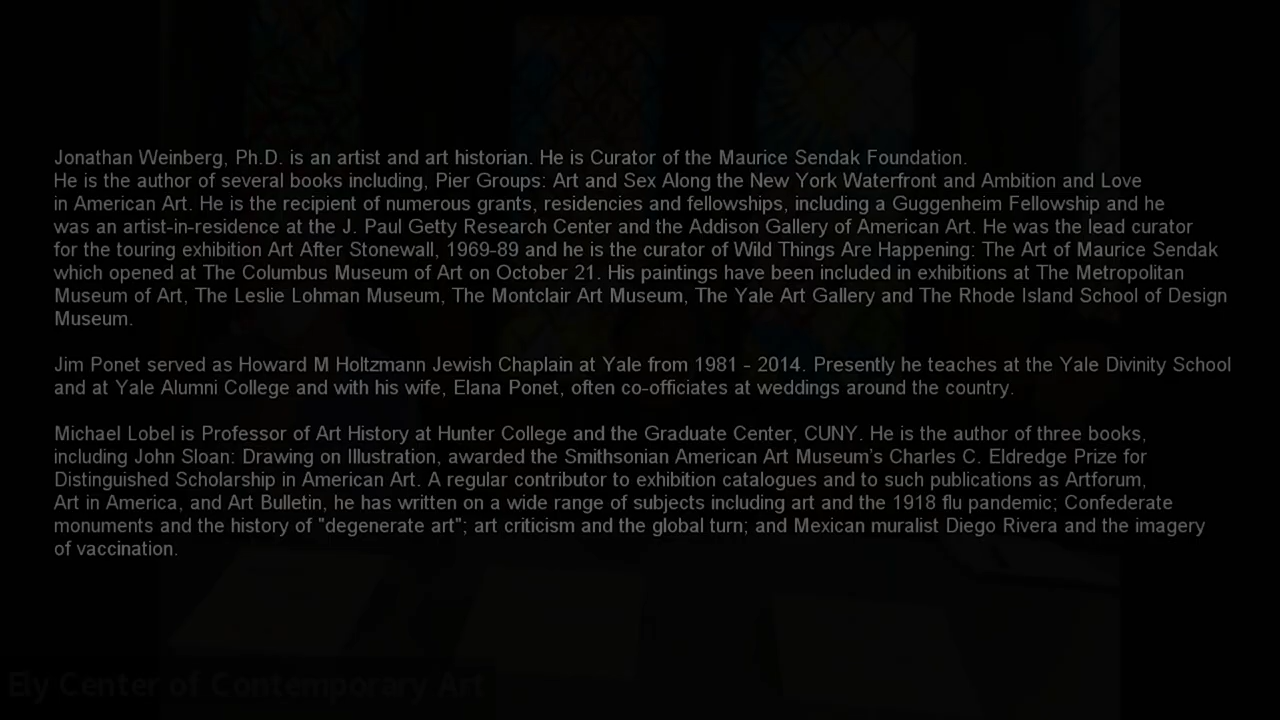 Jonathan Weinberg, Ph.D. is an artist and art historian. He is Curator of the Maurice Sendak Foundation.
He is the author of several books including, Pier Groups: Art and Sex Along the New York Waterfront and Ambition and Love
in American Art. He is the recipient of numerous grants, residencies and fellowships, including a Guggenheim Fellowship and he
was an artist-in-residence at the J. Paul Getty Research Center and the Addison Gallery of American Art. He was the lead curator
for the touring exhibition Art After Stonewall, 1969-89 and he is the curator of Wild Things Are Happening: The Art of Maurice Sendak
which opened at The Columbus Museum of Art on October 21. His paintings have been included in exhibitions at The Metropolitan
Museum of Art, The Leslie Lohman Museum, The Montclair Art Museum, The Yale Art Gallery and The Rhode Island School of Design
Museum.
Jim Ponet served as Howard M Holtzmann Jewish Chaplain at Yale from 1981 - 2014. Presently he teaches at the Yale Divinity School
and at Yale Alumni College and with his wife, Elana Ponet, often co-officiates at weddings around the country.
Michael Lobel is Professor of Art History at Hunter College and the Graduate Center, CUNY. He is the author of three books,
including John Sloan: Drawing on Illustration, awarded the Smithsonian American Art Museum's Charles C. Eldredge Prize for
Distinguished Scholarship in American Art. A regular contributor to exhibition catalogues and to such publications as Artforum,
Art in America, and Art Bulletin, he has written on a wide range of subjects including art and the 1918 flu pandemic; Confederate
monuments and the history of "degenerate art"; art criticism and the global turn; and Mexican muralist Diego Rivera and the imagery
of vaccination.
Ely Center of Contemporary Art